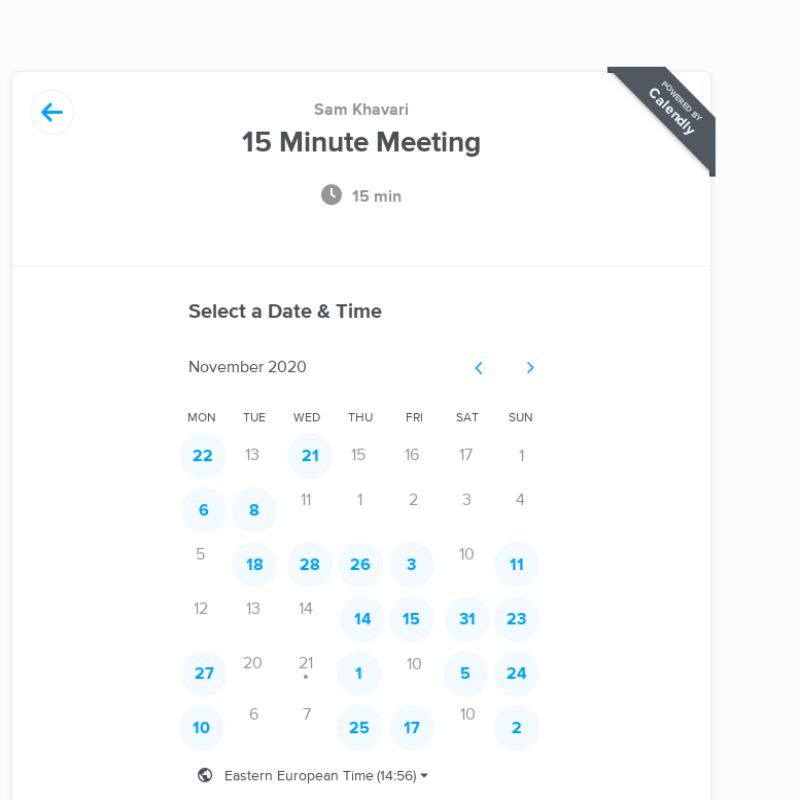 POWERED BY
Calendly
Sam Khavari
15 Minute Meeting
15 min
Select a Date & Time
November 2020
MON TUE WED THU FRI SAT SUN
22 13 21 15 16 17 1
6 8 11 1 2 3 4
5 18 28 26 3 10 11
12 13 14 14 15 31 23
27 20 21 1 10 5 24
10 6 7 25 17 10 2
Eastern European Time (14:56)